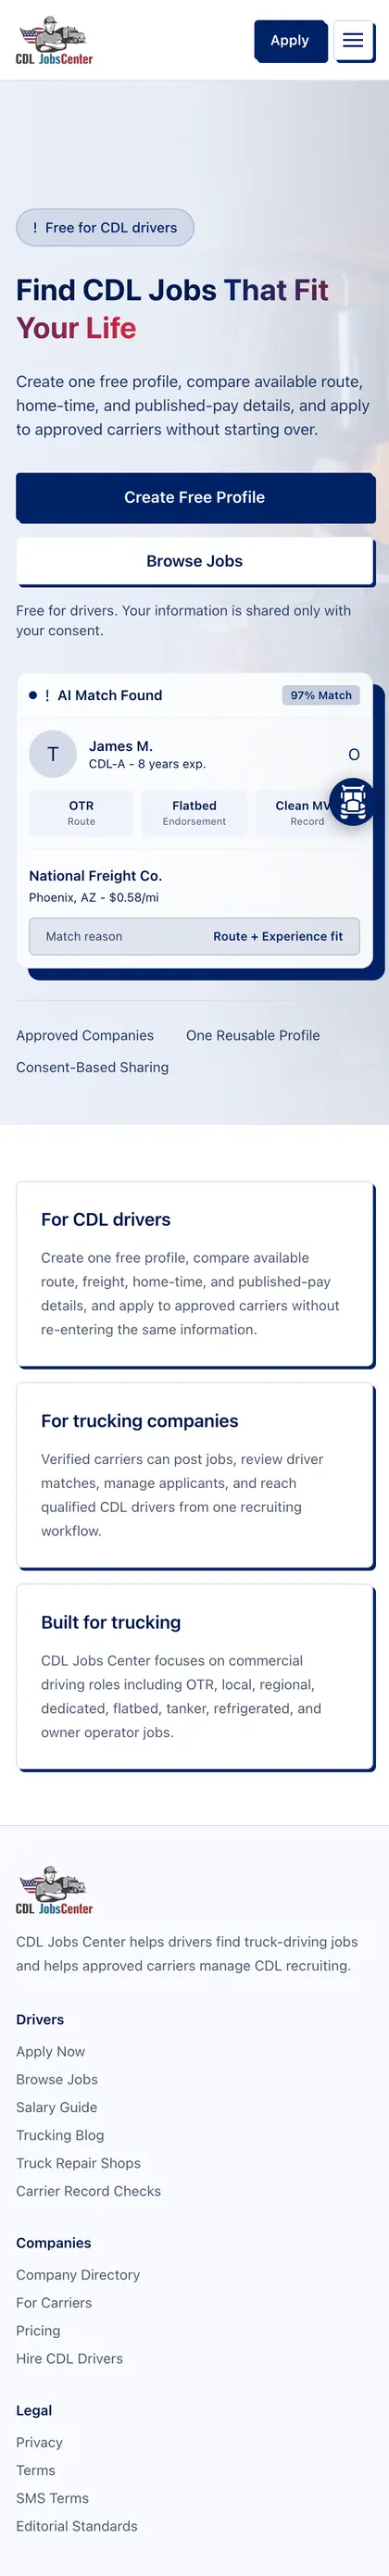 CDL JobsCenter
Apply
! Free for CDL drivers
Find CDL Jobs That Fit
Your Life
Create one free profile, compare available route,
home-time, and published-pay details, and apply
to approved carriers without starting over.
Create Free Profile
Browse Jobs
Free for drivers. Your information is shared only with
your consent.
! AI Match Found
97% Match
T
James M.
CDL-A - 8 years exp.
O
OTR
Route
Flatbed
Endorsement
Clean
Record
National Freight Co.
Phoenix, AZ - $0.58/mi
Match reason
Route + Experience fit
Approved Companies
One Reusable Profile
Consent-Based Sharing
For CDL drivers
Create one free profile, compare available
route, freight, home-time, and published-pay
details, and apply to approved carriers without
re-entering the same information.
For trucking companies
Verified carriers can post jobs, review driver
matches, manage applicants, and reach
qualified CDL drivers from one recruiting
workflow.
Built for trucking
CDL Jobs Center focuses on commercial
driving roles including OTR, local, regional,
dedicated, flatbed, tanker, refrigerated, and
owner operator jobs.
CDL JobsCenter
CDL Jobs Center helps drivers find truck-driving jobs
and helps approved carriers manage CDL recruiting.
Drivers
Apply Now
Browse Jobs
Salary Guide
Trucking Blog
Truck Repair Shops
Carrier Record Checks
Companies
Company Directory
For Carriers
Pricing
Hire CDL Drivers
Legal
Privacy
Terms
SMS Terms
Editorial Standards